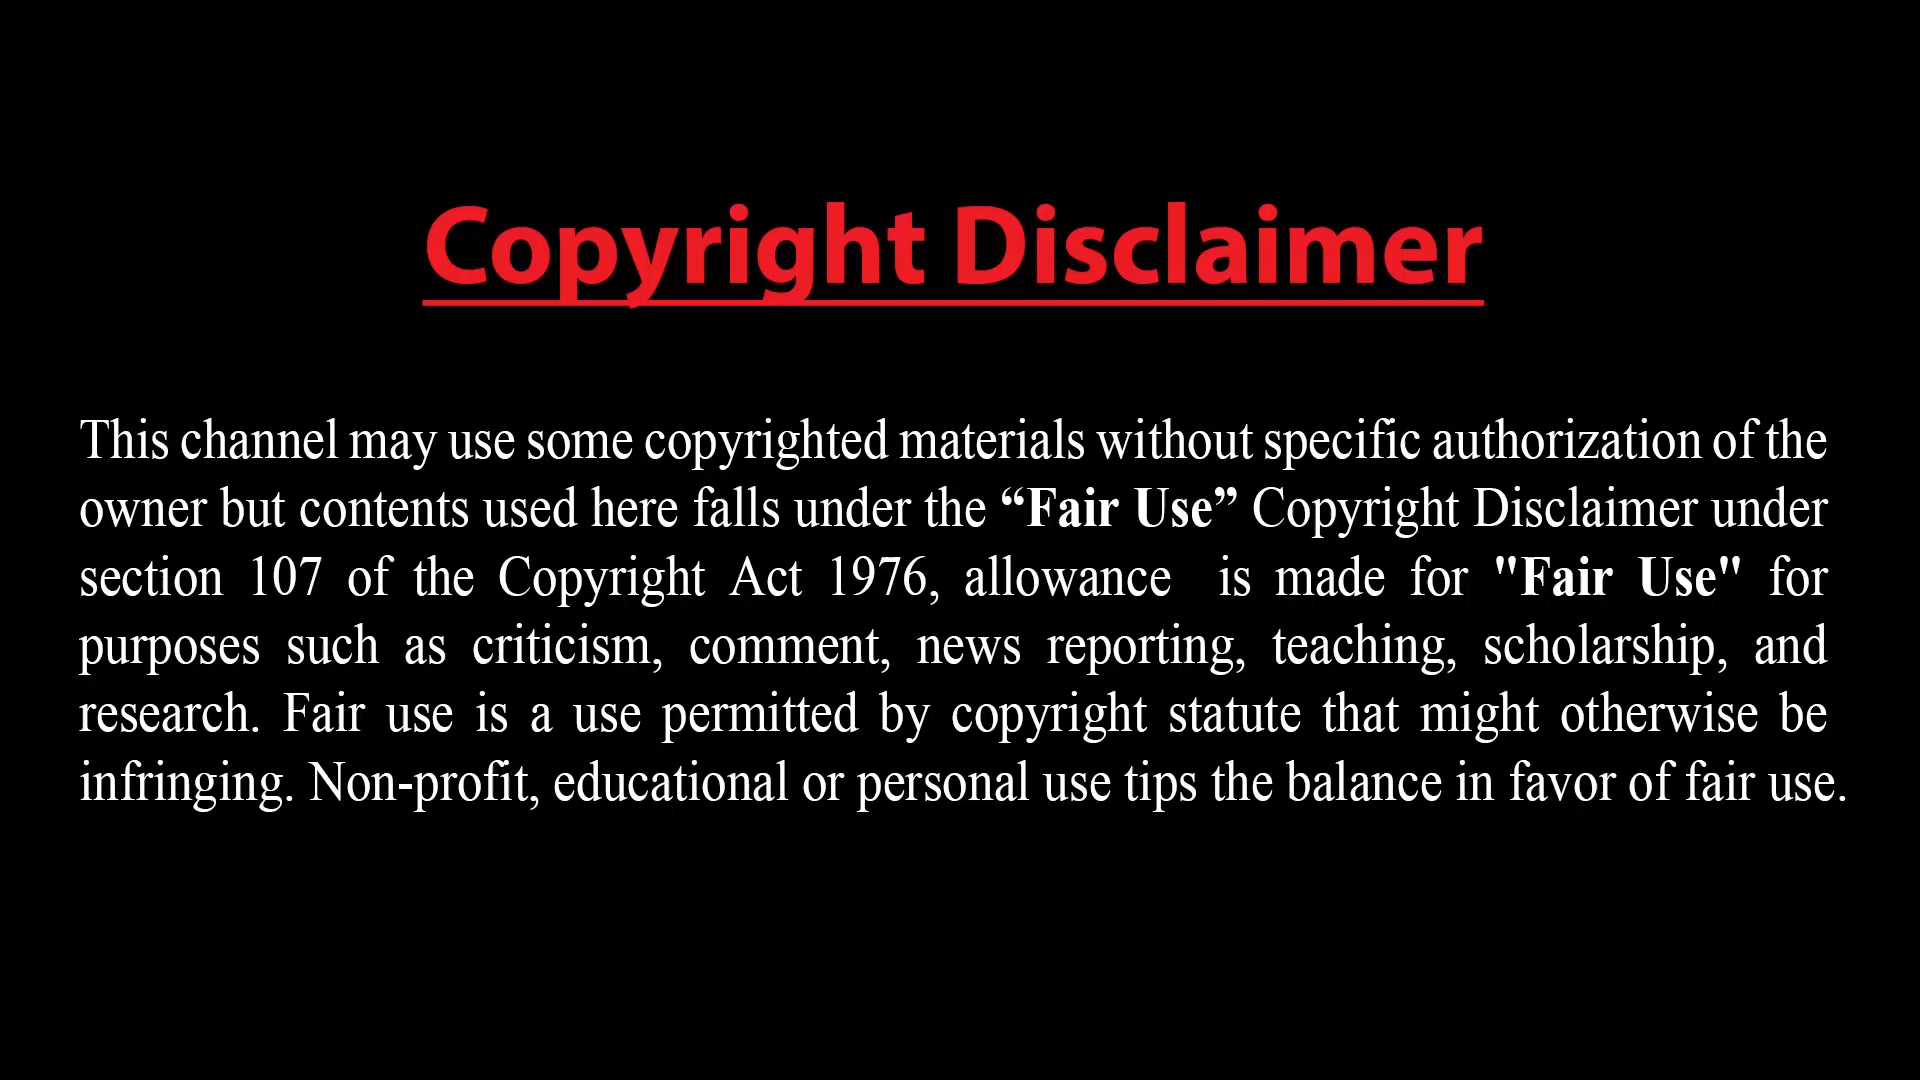 Copyright Disclaimer
This channel may use some copyrighted materials without specific authorization of the
owner but contents used here falls under the “Fair Use” Copyright Disclaimer under
section 107 of the Copyright Act 1976, allowance  is made for "Fair Use" for
purposes such as criticism, comment, news reporting, teaching, scholarship, and
research. Fair use is a use permitted by copyright statute that might otherwise be
infringing. Non-profit, educational or personal use tips the balance in favor of fair use.